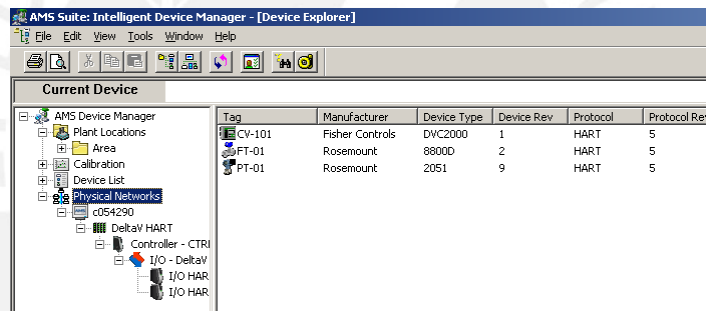 AMS Suite: Intelligent Device Manager - [Device Explorer]
File Edit View Tools Window Help
Current Device
AMS Device Manager
Plant Locations
Area
Calibration
Device List
Physical Networks
c054290
DeltaV HART
Controller - CTRL
I/O - DeltaV
I/O HAR
I/O HAR
Tag Manufacturer Device Type Device Rev Protocol Protocol Re
CV-101 Fisher Controls DVC2000 1 HART 5
FT-01 Rosemount 8800D 2 HART 5
PT-01 Rosemount 2051 9 HART 5